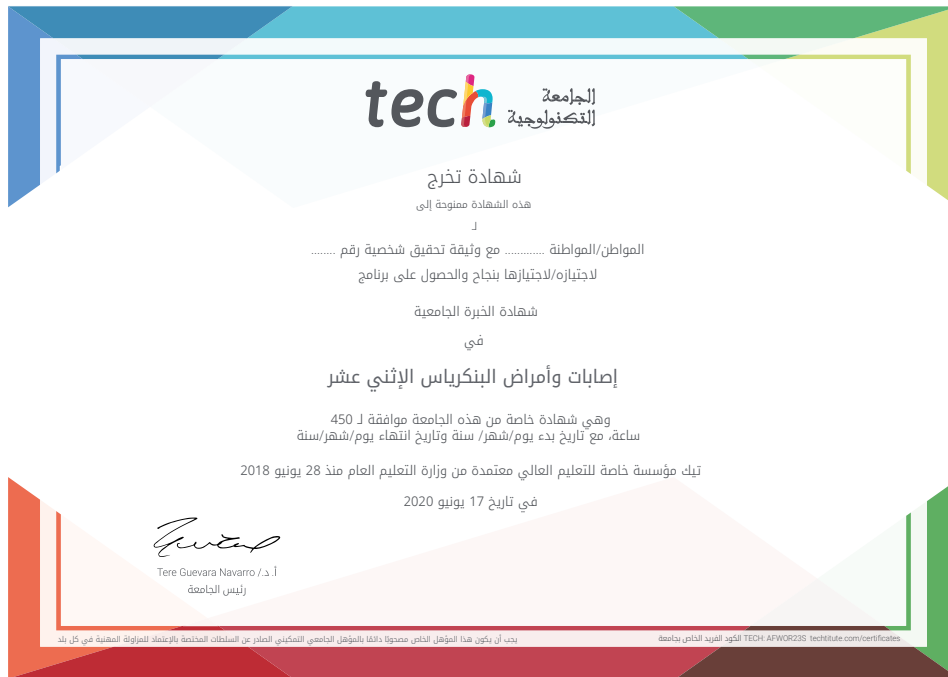 tech الجامعة
التكنولوجية
شهادة تخرج
هذه الشهادة ممنوحة إلى
لـ
المواطن/المواطنة ............. مع وثيقة تحقيق شخصية رقم ........
لاجتيازه/لاجتيازها بنجاح والحصول على برنامج
شهادة الخبرة الجامعية
في
إصابات وأمراض البنكرياس الإثني عشر
وهي شهادة خاصة من هذه الجامعة موافقة لـ 450
ساعة، مع تاريخ بدء يوم/شهر/ سنة وتاريخ انتهاء يوم/شهر/سنة
تيك مؤسسة خاصة للتعليم العالي معتمدة من وزارة التعليم العام منذ 28 يونيو 2018
في تاريخ 17 يونيو 2020
أ.د./ Tere Guevara Navarro
رئيس الجامعة
يجب أن يكون هذا المؤهل الخاص مصحوبًا دائمًا بالمؤهل الجامعي التمكيني الصادر عن السلطات المختصة بالإعتماد للمزاولة المهنية في كل بلد
الكود الفريد الخاص بجامعة TECH: AFWOR23S techtitute.com/certificates